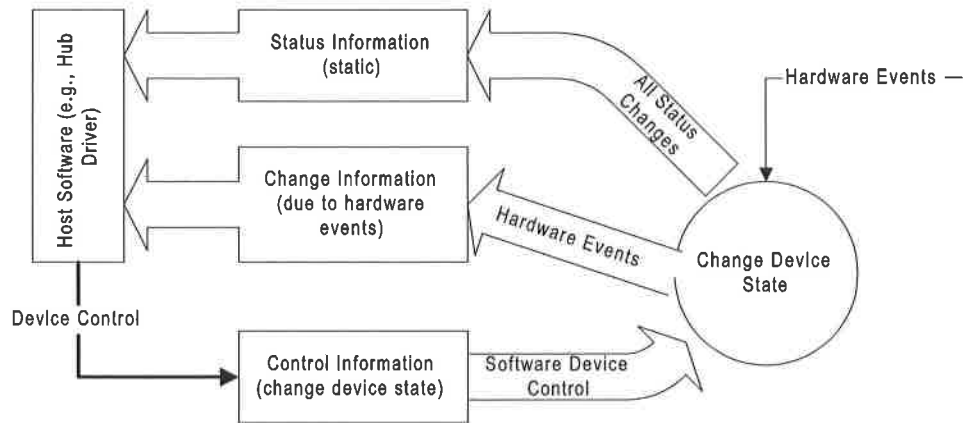 Host Software (e.g., Hub
Driver)
Status Information
(static)
All Status
Changes
Hardware Events
Change Information
(due to hardware
events)
Hardware Events
Change Device
State
Device Control
Control Information
(change device state)
Software Device
Control